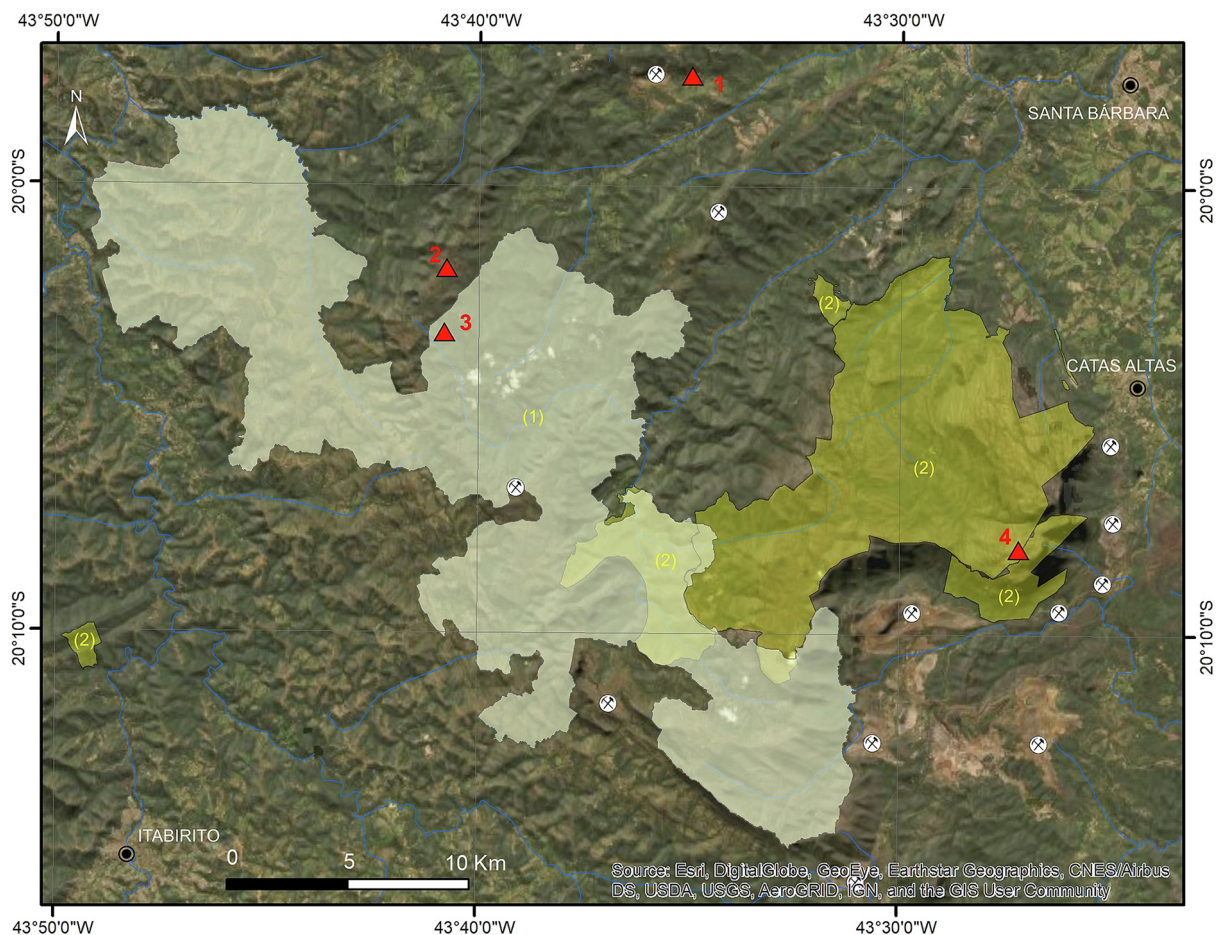 43°50'0"W 43°40'0"W 43°30'0"W
N
1
SANTA BÁRBARA
20°0'0"S
20°0'0"S
2
(2)
3
CATAS ALTAS
(1)
(2)
4
(2)
(2)
(2)
20°10'0"S
20°10'0"S
ITABIRITO
0 5 10 Km
Source: Esri, DigitalGlobe, GeoEye, Earthstar Geographics, CNES/Airbus
DS, USDA, USGS, AeroGRID, IGN, and the GIS User Community
43°50'0"W 43°40'0"W 43°30'0"W